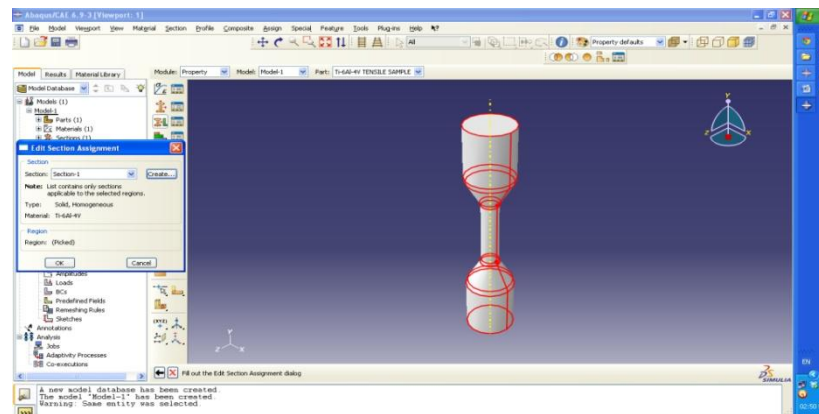 Abaqus/CAE 6.9-3 [Viewport: 1]
File Model Viewport View Material Section Profile Composite Assign Special Feature Tools Plug-ins Help
All
Property defaults
Model Results Material Library
Module: Property Model: Model-1 Part: Ti-6Al-4V TENSILE SAMPLE
Model Database
Models (1)
Model-1
Parts (1)
Materials (1)
Sections (1)
Edit Section Assignment
Section
Section: Section-1 Create...
Note: List contains only sections
applicable to the selected regions.
Type: Solid, Homogeneous
Material: Ti-6Al-4V
Region
Region: (Picked)
OK Cancel
Amplitudes
Loads
BCs
Predefined Fields
Remeshing Rules
Sketches
Annotations
Analysis
Jobs
Adaptivity Processes
Co-executions
Y
Z
X
Y
Z
X
Fill out the Edit Section Assignment dialog
SIMULIA
A new model database has been created.
The model "Model-1" has been created.
Warning: Same entity was selected.
EN
02:50